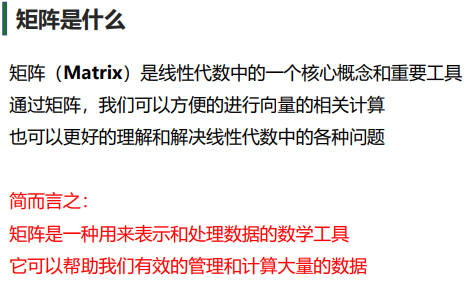 矩阵是什么
矩阵（Matrix）是线性代数中的一个核心概念和重要工具
通过矩阵，我们可以方便的进行向量的相关计算
也可以更好的理解和解决线性代数中的各种问题
简而言之：
矩阵是一种用来表示和处理数据的数学工具
它可以帮助我们有效的管理和计算大量的数据